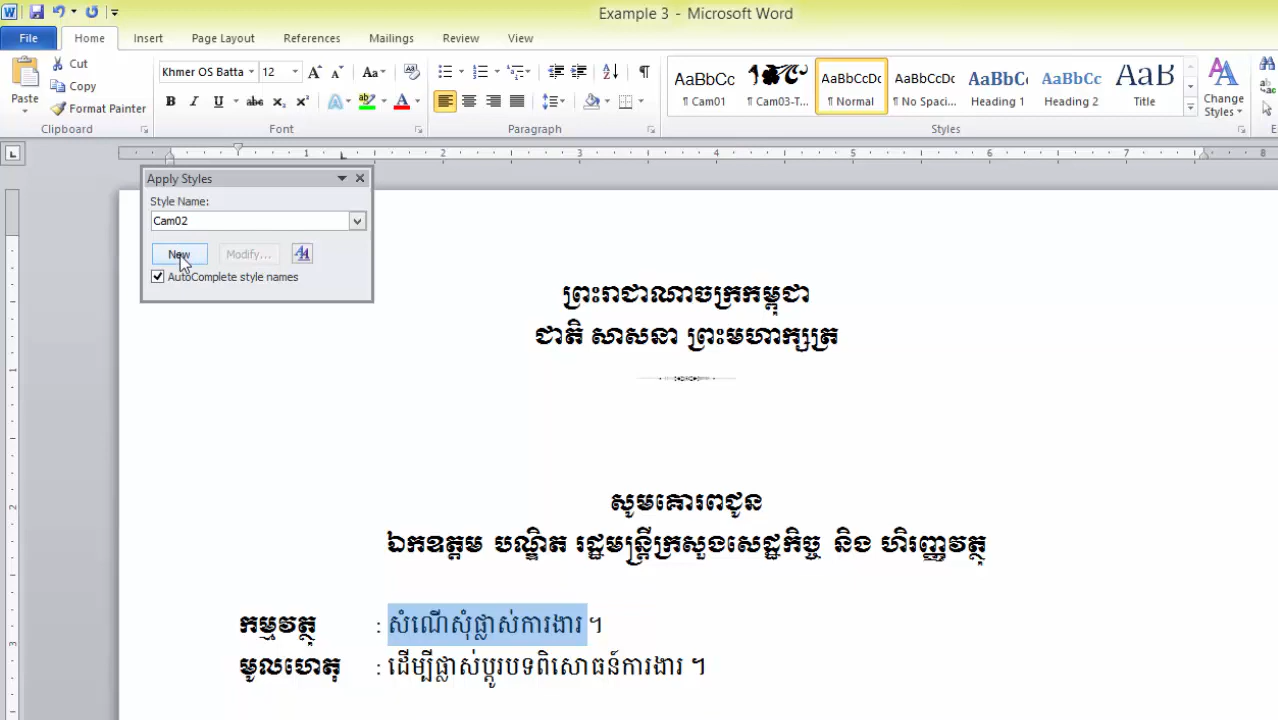 Example 3 - Microsoft Word
File Home Insert Page Layout References Mailings Review View
Paste
Cut
Copy
Format Painter
Clipboard
Khmer OS Batta 12
Font
Paragraph
AaBbCc AaBbCcDc AaBbCcDc AaBbC AaBbCc AaB
¶ Cam01 ¶ Cam03-T... ¶ Normal ¶ No Spaci... Heading 1 Heading 2 Title
Change Styles
Styles
1 2 3 4 5 6 7 8
Apply Styles
Style Name:
Cam02
New Modify...
AutoComplete style names
ព្រះរាជាណាចក្រកម្ពុជា
ជាតិ សាសនា ព្រះមហាក្សត្រ
សូមគោរពជូន
ឯកឧត្តម បណ្ឌិត រដ្ឋមន្ត្រីក្រសួងសេដ្ឋកិច្ច និង ហិរញ្ញវត្ថុ
កម្មវត្ថុ : សំណើសុំផ្លាស់ការងារ ។
មូលហេតុ : ដើម្បីផ្លាស់ប្តូរបទពិសោធន៍ការងារ ។